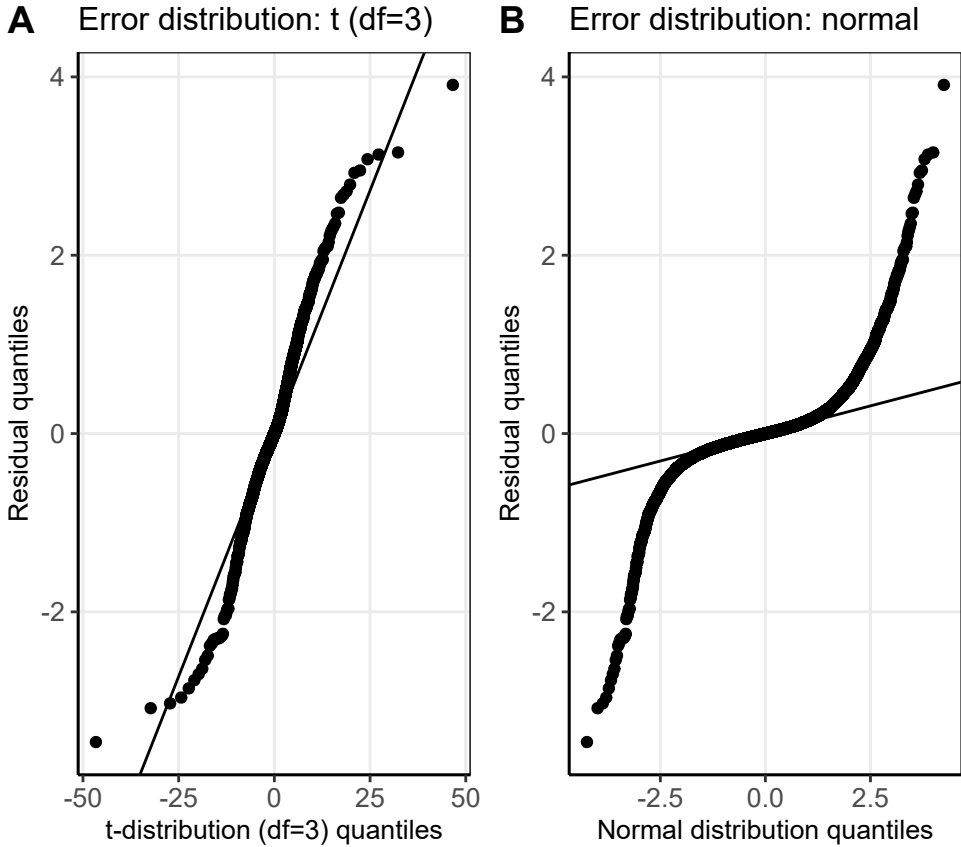 A Error distribution: t (df=3)
4
2
0
-2
Residual quantiles
-50 -25 0 25 50
t-distribution (df=3) quantiles
B Error distribution: normal
4
2
0
-2
Residual quantiles
-2.5 0.0 2.5
Normal distribution quantiles